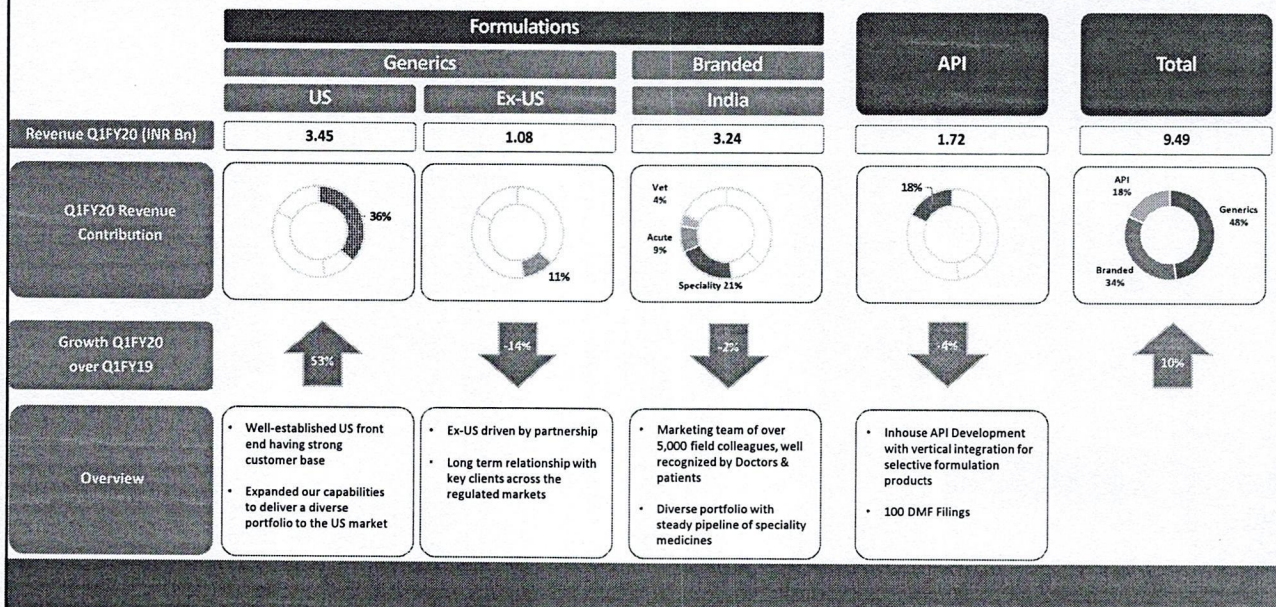 Formulations
Generics
Branded
API
Total
US
Ex-US
India
Revenue Q1FY20 (INR Bn)
3.45
1.08
3.24
1.72
9.49
Q1FY20 Revenue
Contribution
36%
11%
Vet
4%
Acute
9%
Speciality 21%
18%
API
18%
Generics
48%
Branded
34%
Growth Q1FY20
over Q1FY19
53%
-14%
-2%
-4%
10%
Overview
• Well-established US front
end having strong
customer base
• Expanded our capabilities
to deliver a diverse
portfolio to the US market
• Ex-US driven by partnership
• Long term relationship with
key clients across the
regulated markets
• Marketing team of over
5,000 field colleagues, well
recognized by Doctors &
patients
• Diverse portfolio with
steady pipeline of speciality
medicines
• Inhouse API Development
with vertical integration for
selective formulation
products
• 100 DMF Filings